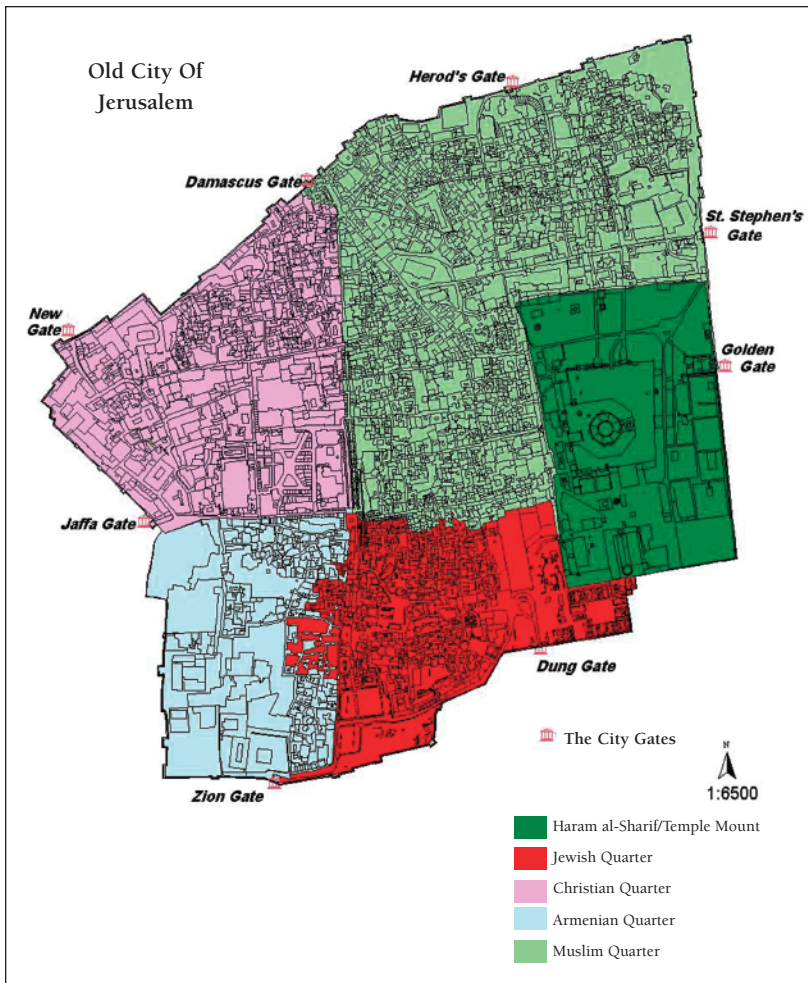 Old City Of
Jerusalem
Herod's Gate
Damascus Gate
St. Stephen's
Gate
New
Gate
Golden
Gate
Jaffa Gate
Dung Gate
The City Gates
Zion Gate
N
1:6500
Haram al-Sharif/Temple Mount
Jewish Quarter
Christian Quarter
Armenian Quarter
Muslim Quarter